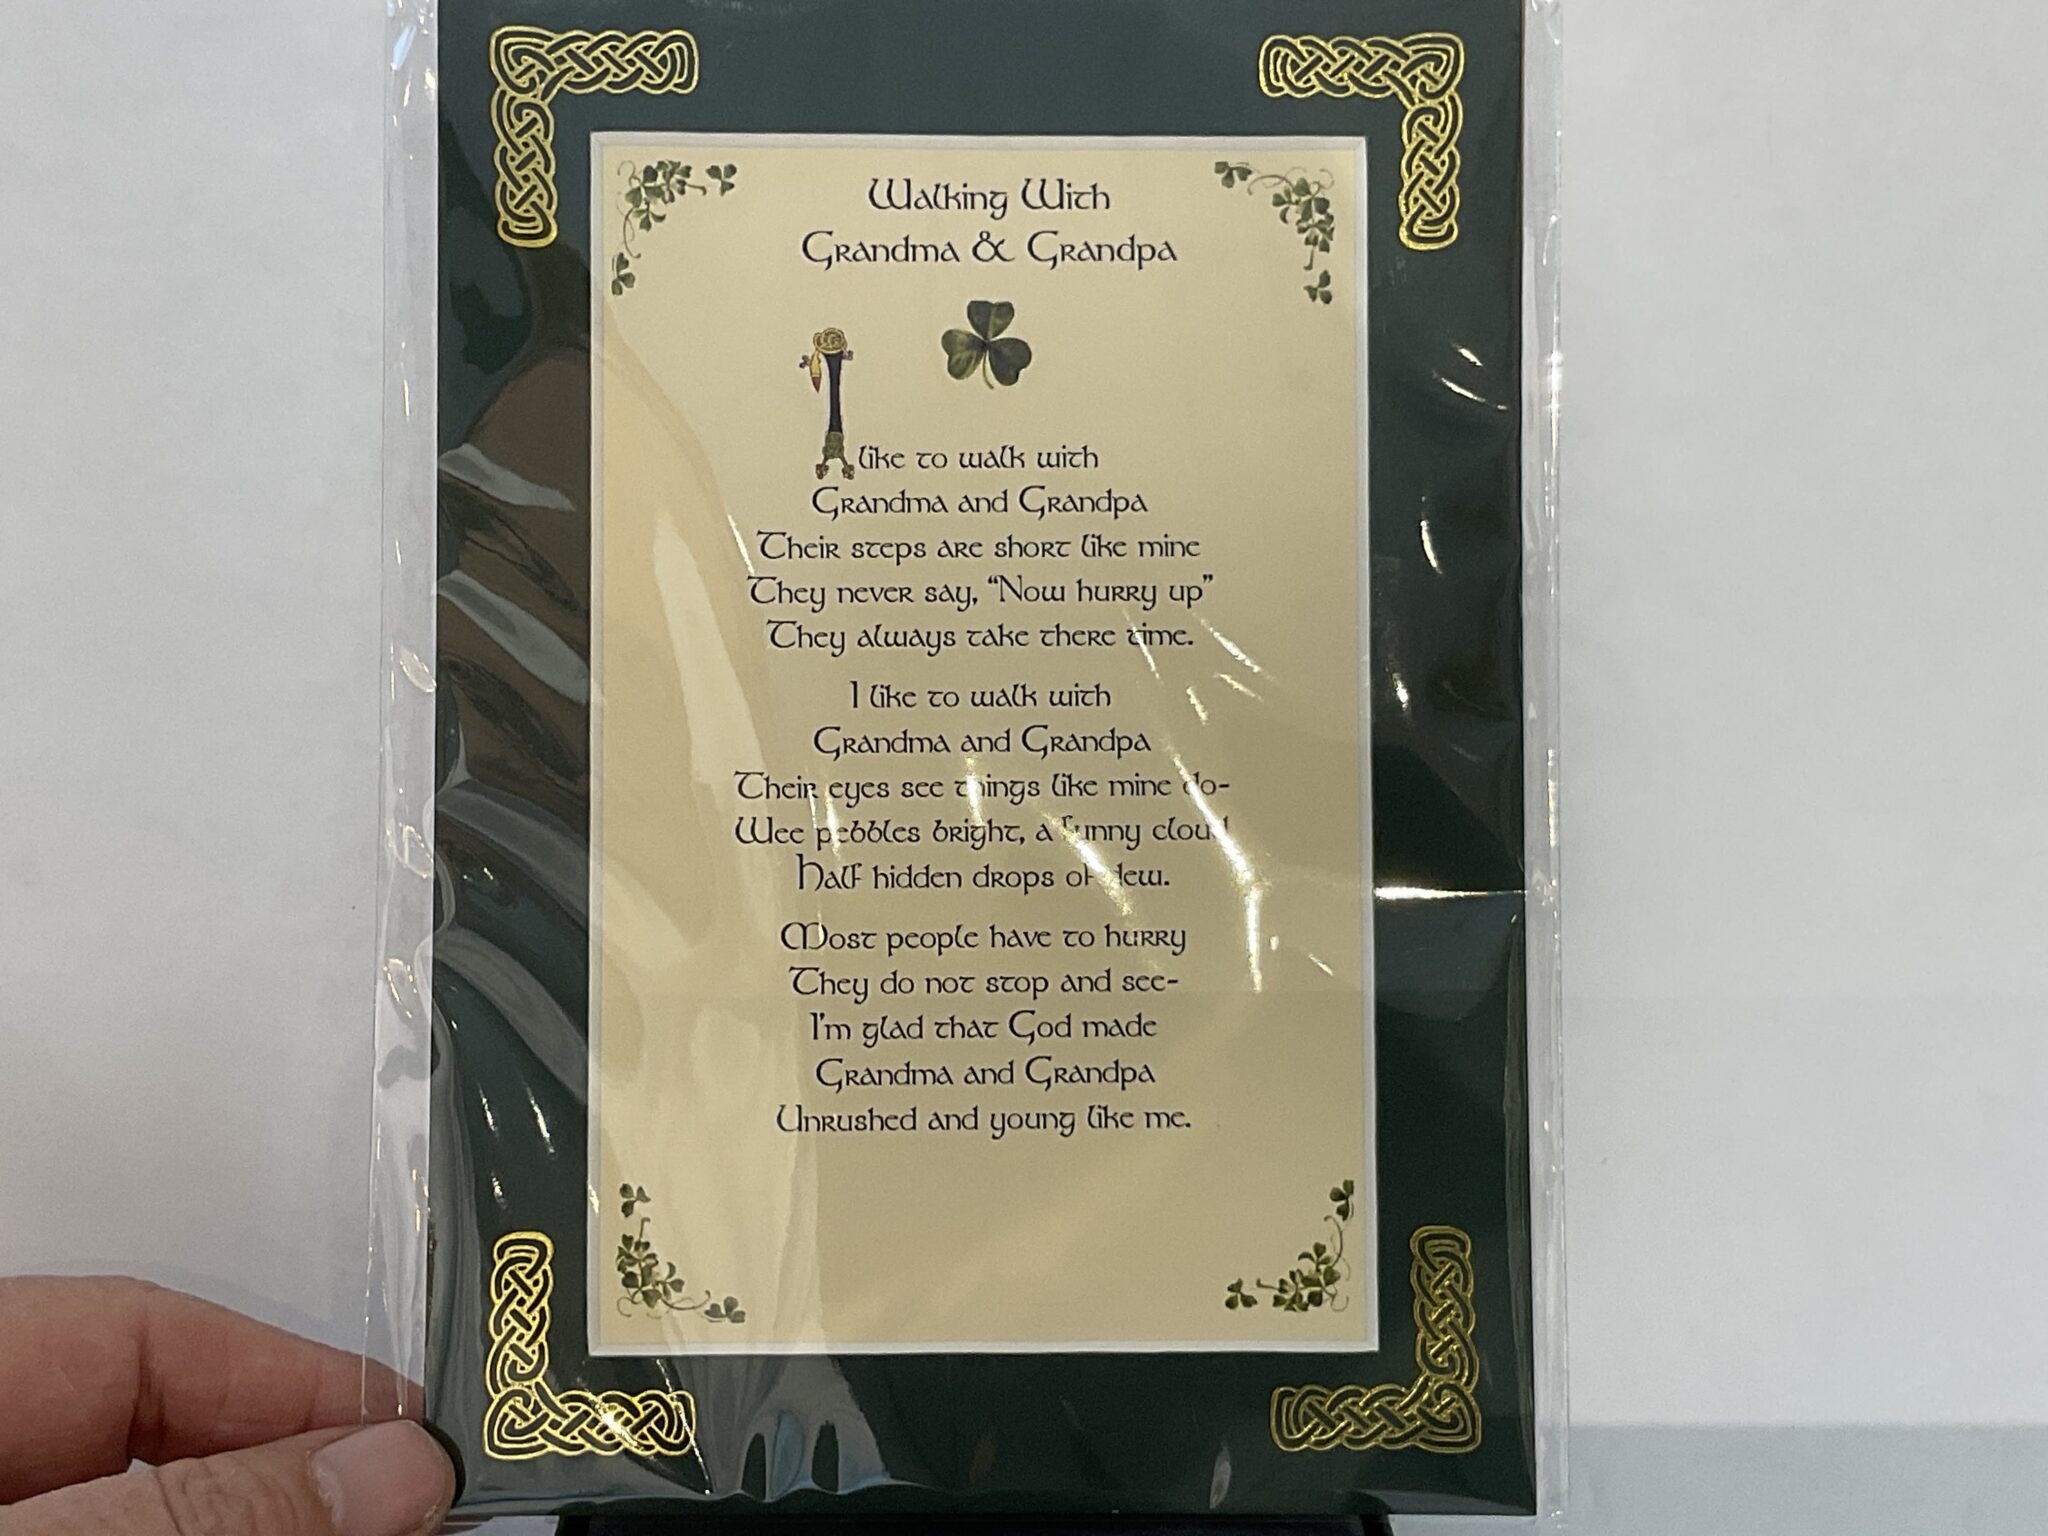 Walking With
Grandma & Grandpa
I like to walk with
Grandma and Grandpa
Their steps are short like mine
They never say, “Now hurry up”
They always take there time.
I like to walk with
Grandma and Grandpa
Their eyes see things like mine do-
Wee pebbles bright, a funny cloud
Half hidden drops of dew.
Most people have to hurry
They do not stop and see-
I'm glad that God made
Grandma and Grandpa
Unrushed and young like me.